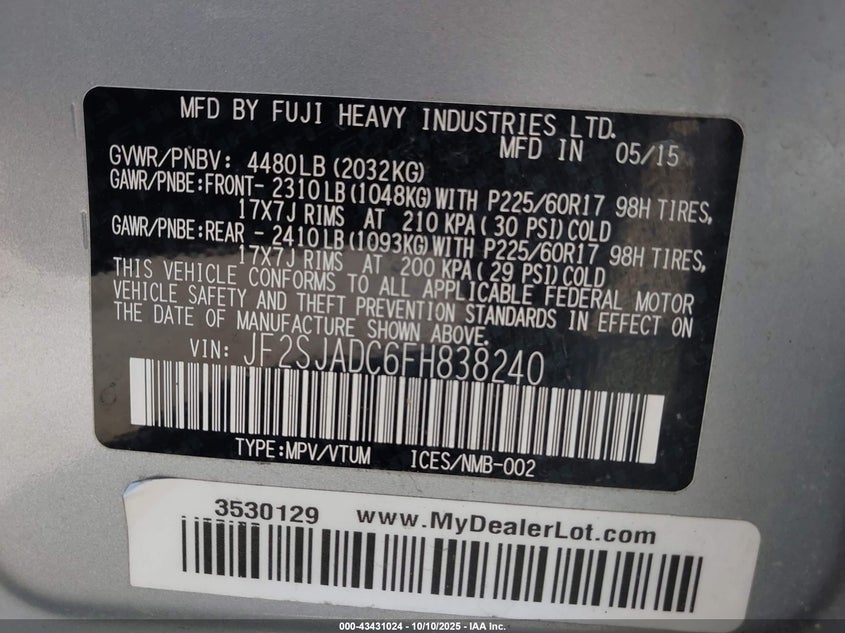 MFD BY FUJI HEAVY INDUSTRIES LTD.
MFD IN 05/15
GVWR/PNBV: 4480LB (2032KG)
GAWR/PNBE:FRONT- 2310LB(1048KG)WITH P225/60R17 98H TIRES,
17X7J RIMS AT 210 KPA( 30 PSI)COLD
GAWR/PNBE:REAR - 2410LB(1093KG)WITH P225/60R17 98H TIRES,
17X7J RIMS AT 200 KPA( 29 PSI)COLD
THIS VEHICLE CONFORMS TO ALL APPLICABLE FEDERAL MOTOR
VEHICLE SAFETY AND THEFT PREVENTION STANDARDS IN EFFECT ON
THE DATE OF MANUFACTURE SHOWN ABOVE.
VIN: JF2SJADC6FH838240
TYPE:MPV/VTUM ICES/NMB-002
3530129 www.MyDealerLot.com
000-43431024 - 10/10/2025 - IAA Inc.